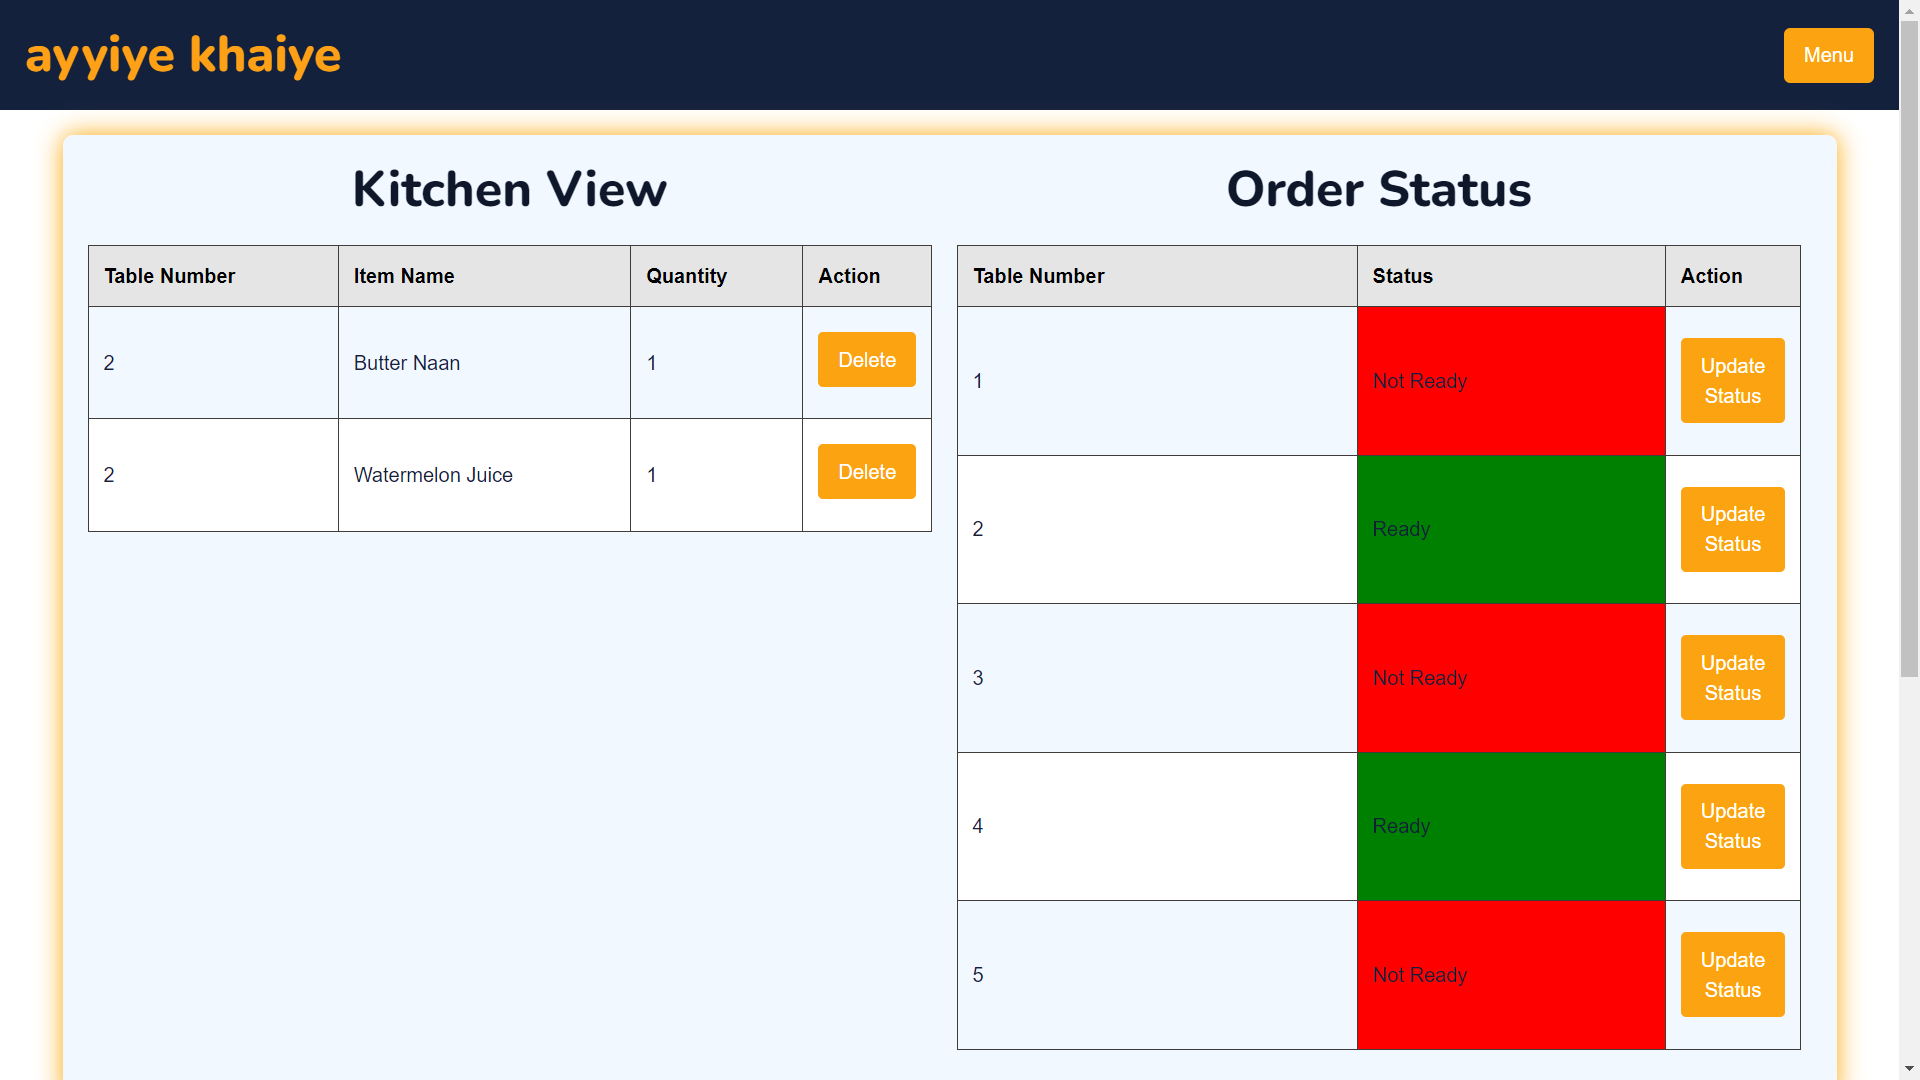 ayyiye khaiye
Menu
Kitchen View
Table Number Item Name Quantity Action
2 Butter Naan 1 Delete
2 Watermelon Juice 1 Delete
Order Status
Table Number Status Action
1 Not Ready Update Status
2 Ready Update Status
3 Not Ready Update Status
4 Ready Update Status
5 Not Ready Update Status